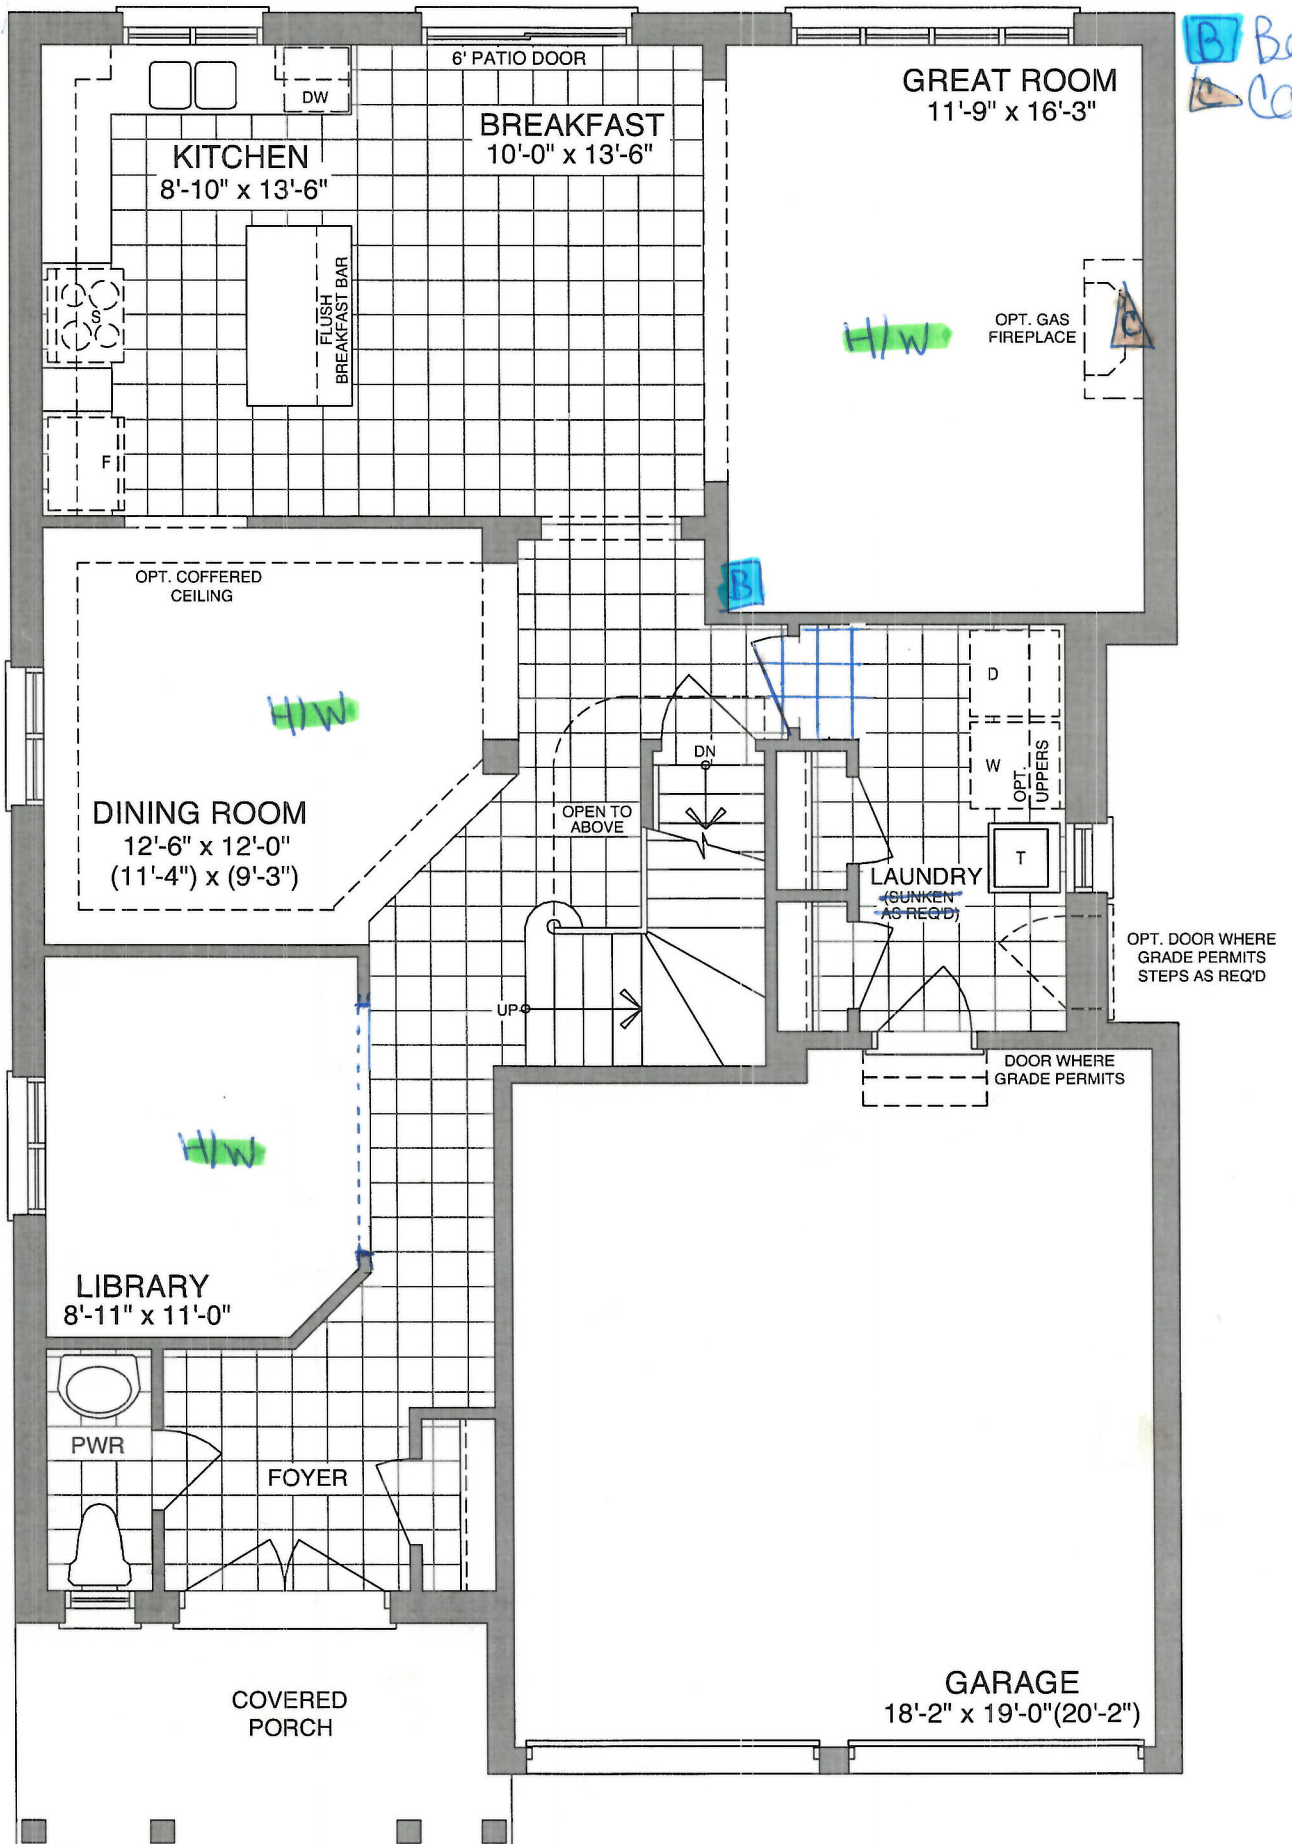 6' PATIO DOOR
DW
KITCHEN
8'-10" x 13'-6"
BREAKFAST
10'-0" x 13'-6"
GREAT ROOM
11'-9" x 16'-3"
B
C
S
FLUSH
BREAKFAST BAR
F
H/W
OPT. GAS
FIREPLACE
C
OPT. COFFERED
CEILING
B
H/W
DINING ROOM
12'-6" x 12'-0"
(11'-4") x (9'-3")
OPEN TO
ABOVE
DN
D
W
OPT.
UPPERS
T
LAUNDRY
(SUNKEN
AS REQ'D)
OPT. DOOR WHERE
GRADE PERMITS
STEPS AS REQ'D
UP
DOOR WHERE
GRADE PERMITS
H/W
LIBRARY
8'-11" x 11'-0"
PWR
FOYER
COVERED
PORCH
GARAGE
18'-2" x 19'-0"(20'-2")